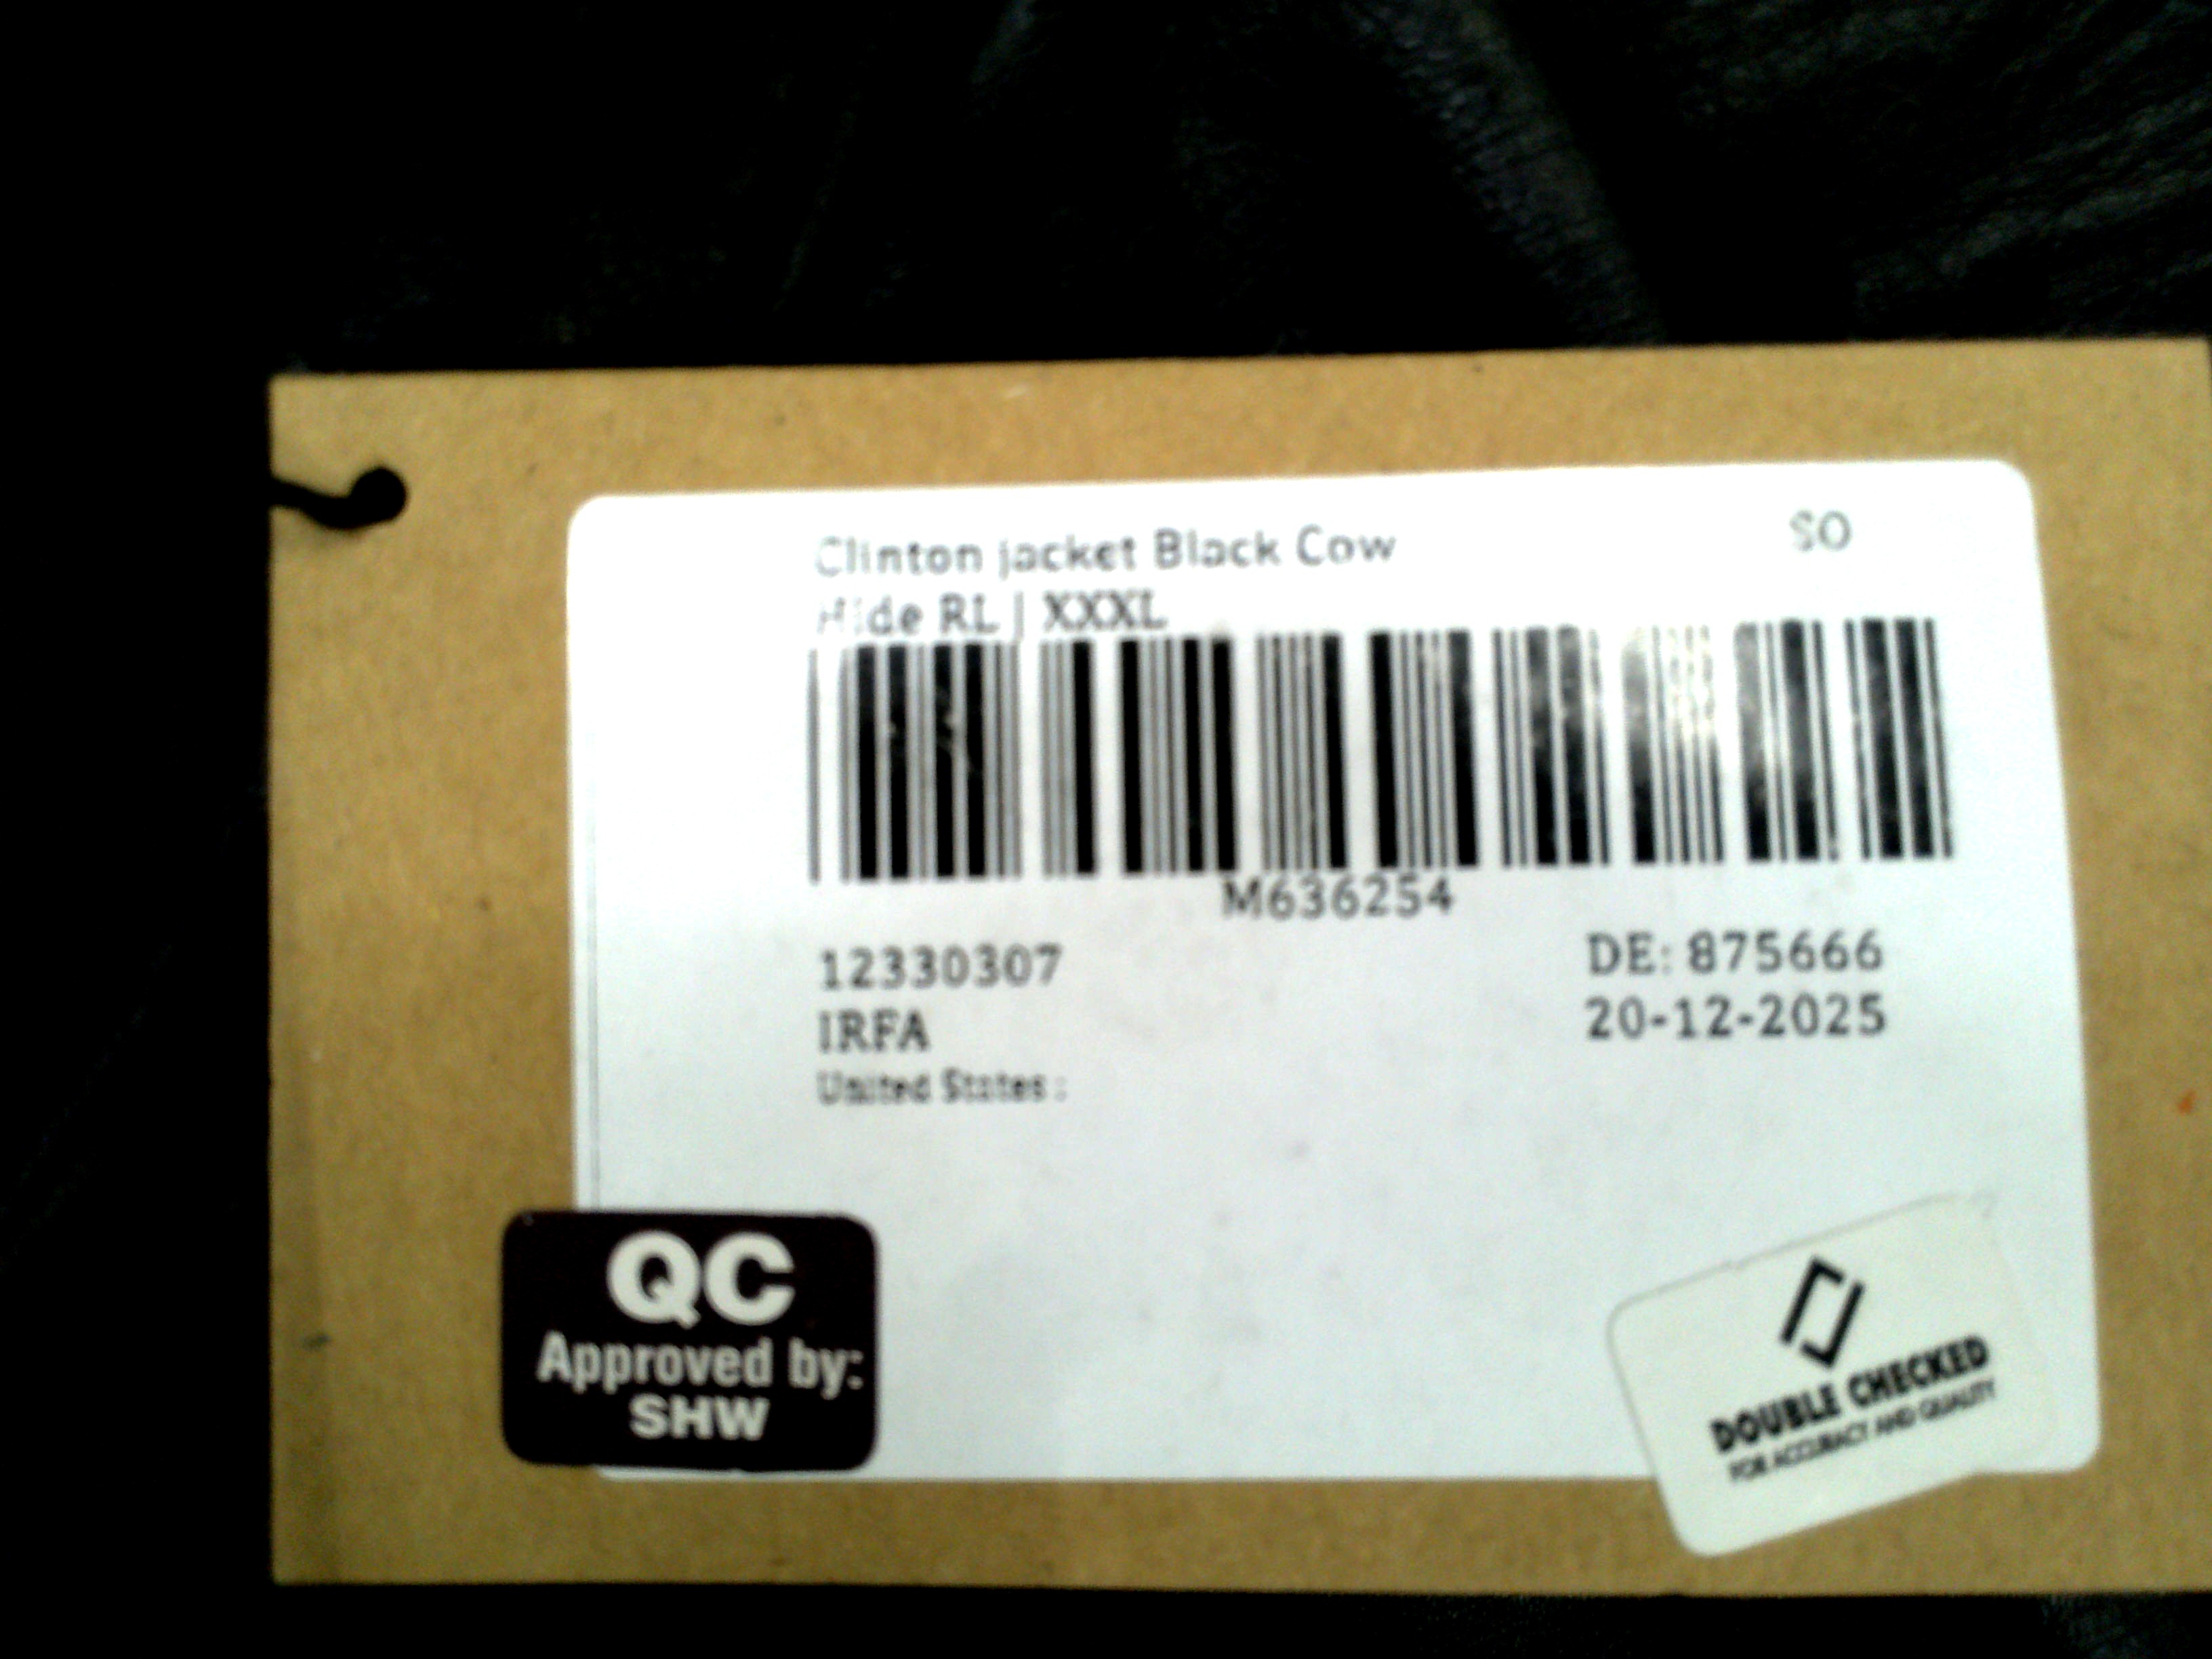 Clinton jacket Black Cow
SO
Hide RL | XXXL
M636254
12330307
DE: 875666
IRFA
20-12-2025
United States :
QC
Approved by:
SHW
DOUBLE CHECKED
FOR ACCURACY AND QUALITY